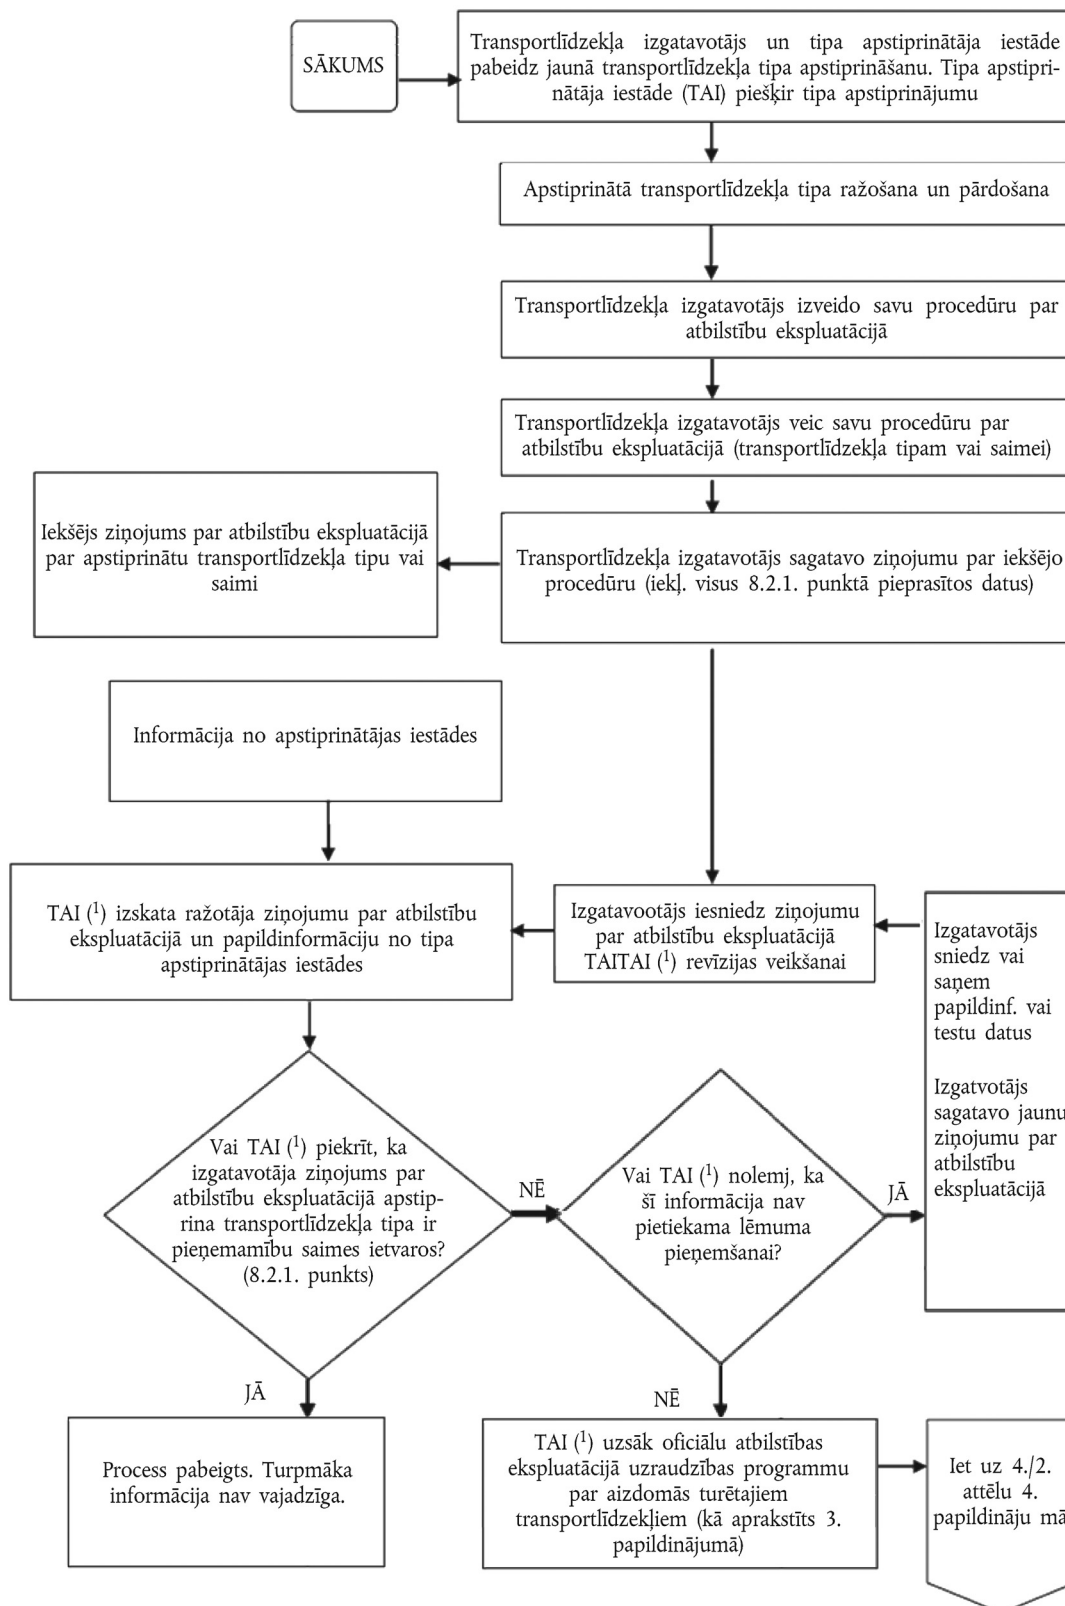 SĀKUMS
Transportlīdzekļa izgatavotājs un tipa apstiprinātāja iestāde
pabeidz jaunā transportlīdzekļa tipa apstiprināšanu. Tipa apstipri-
nātāja iestāde (TAI) piešķir tipa apstiprinājumu
Apstiprinātā transportlīdzekļa tipa ražošana un pārdošana
Transportlīdzekļa izgatavotājs izveido savu procedūru par
atbilstību ekspluatācijā
Transportlīdzekļa izgatavotājs veic savu procedūru par
atbilstību ekspluatācijā (transportlīdzekļa tipam vai saimei)
Iekšējs ziņojums par atbilstību ekspluatācijā
par apstiprinātu transportlīdzekļa tipu vai
saimi
Transportlīdzekļa izgatavotājs sagatavo ziņojumu par iekšējo
procedūru (iekļ. visus 8.2.1. punktā pieprasītos datus)
Informācija no apstiprinātājas iestādes
TAI (¹) izskata ražotāja ziņojumu par atbilstību
ekspluatācijā un papildinformāciju no tipa
apstiprinātājas iestādes
Izgatavootājs iesniedz ziņojumu
par atbilstību ekspluatācijā
TAITAI (¹) revīzijas veikšanai
Izgatavotājs
sniedz vai
saņem
papildinf. vai
testu datus
Izgatvotājs
sagatavo jaunu
ziņojumu par
atbilstību
ekspluatācijā
Vai TAI (¹) piekrīt, ka
izgatavotāja ziņojums par
atbilstību ekspluatācijā apstip-
rina transportlīdzekļa tipa ir
pieņemamību saimes ietvaros?
(8.2.1. punkts)
NĒ
Vai TAI (¹) nolemj, ka
šī informācija nav
pietiekama lēmuma
pieņemšanai?
JĀ
JĀ
NĒ
Process pabeigts. Turpmāka
informācija nav vajadzīga.
TAI (¹) uzsāk oficiālu atbilstības
ekspluatācijā uzraudzības programmu
par aizdomās turētajiem
transportlīdzekļiem (kā aprakstīts 3.
papildinājumā)
Iet uz 4./2.
attēlu 4.
papildināju mā